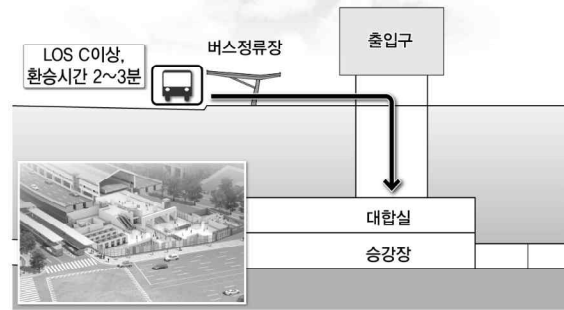 LOS C이상,
환승시간 2~3분
버스정류장
출입구
대합실
승강장